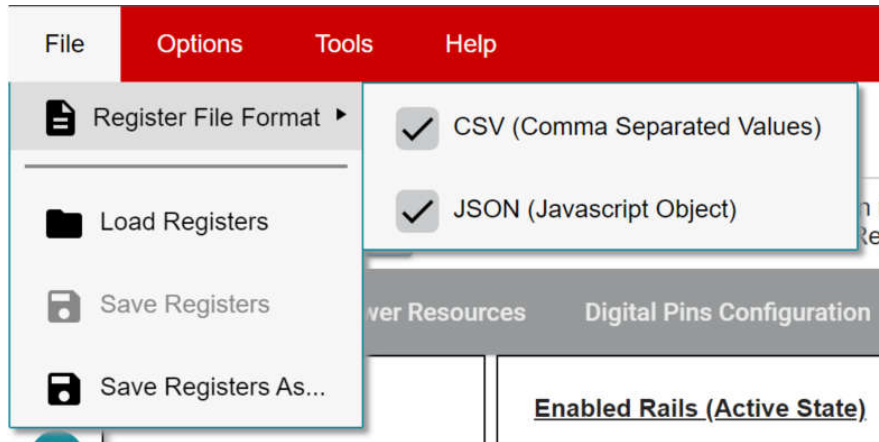 File Options Tools Help
Register File Format
CSV (Comma Separated Values)
JSON (Javascript Object)
Load Registers
Save Registers
Resources Digital Pins Configuration
Save Registers As...
Enabled Rails (Active State)